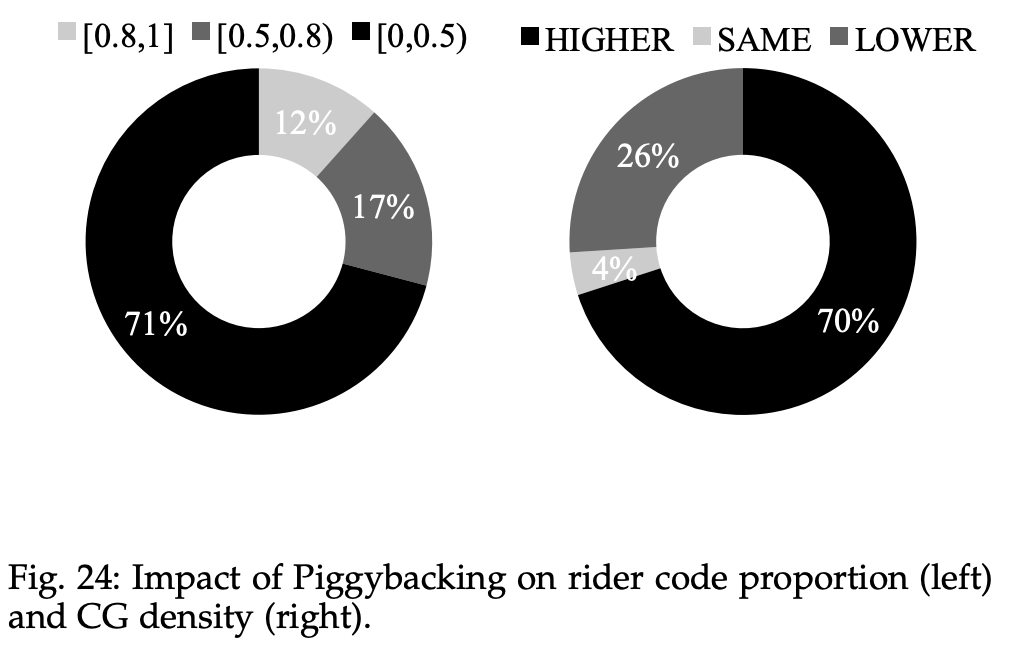 [0.8,1] [0.5,0.8) [0,0.5)
HIGHER SAME LOWER
12%
17%
71%
26%
4%
70%
Fig. 24: Impact of Piggybacking on rider code proportion (left)
and CG density (right).